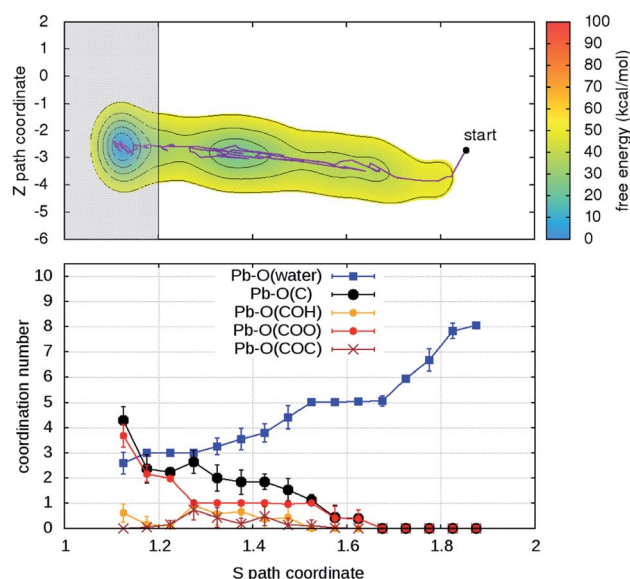 2
1
0
-1
-2
-3
-4
-5
-6
Z path coordinate
start
100
90
80
70
60
50
40
30
20
10
0
free energy (kcal/mol)
10
9
8
7
6
5
4
3
2
1
0
coordination number
Pb-O(water)
Pb-O(C)
Pb-O(COH)
Pb-O(COO)
Pb-O(COC)
1 1.2 1.4 1.6 1.8 2
S path coordinate